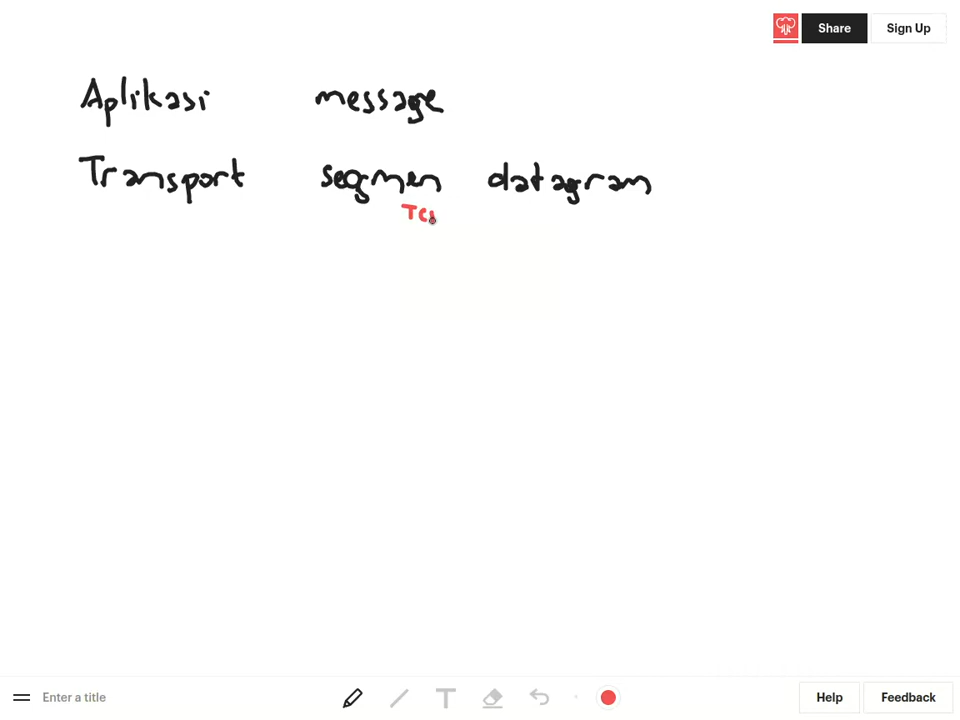 Share Sign Up
Aplikasi message
Transport segmen datagram
Enter a title T Help Feedback